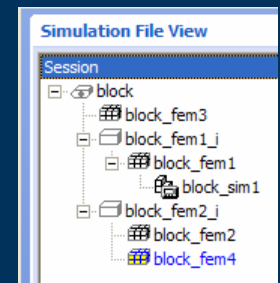 Simulation File View
Session
block
block_fem3
block_fem1_i
block_fem1
block_sim1
block_fem2_i
block_fem2
block_fem4